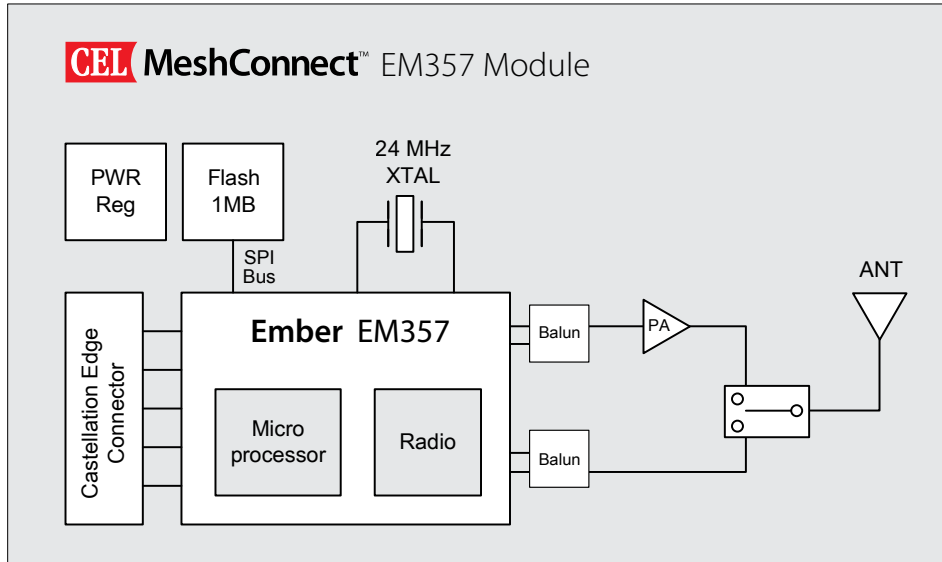 CEL MeshConnect™ EM357 Module
24 MHz
XTAL
PWR
Reg
Flash
1MB
SPI
Bus
ANT
Castellation Edge
Connector
Ember EM357
Balun
PA
Micro
processor
Radio
Balun